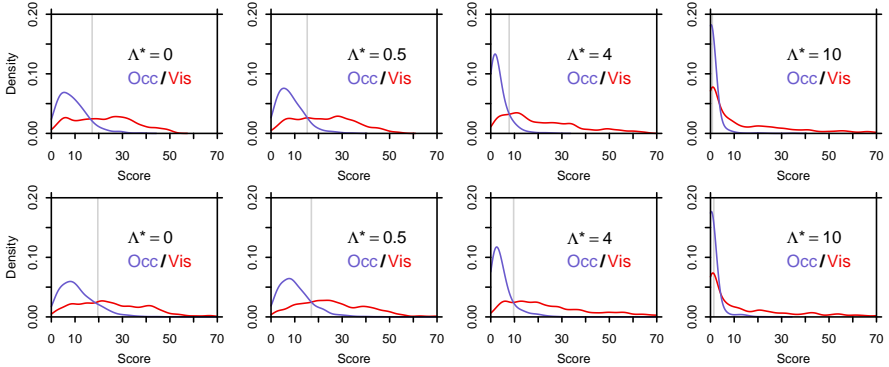 0.20
0.10
0.00
Density
Λ* = 0
Occ / Vis
0 10 30 50 70
Score
0.20
0.10
0.00
Λ* = 0.5
Occ / Vis
0 10 30 50 70
Score
0.20
0.10
0.00
Λ* = 4
Occ / Vis
0 10 30 50 70
Score
0.20
0.10
0.00
Λ* = 10
Occ / Vis
0 10 30 50 70
Score
0.20
0.10
0.00
Density
Λ* = 0
Occ / Vis
0 10 30 50 70
Score
0.20
0.10
0.00
Λ* = 0.5
Occ / Vis
0 10 30 50 70
Score
0.20
0.10
0.00
Λ* = 4
Occ / Vis
0 10 30 50 70
Score
0.20
0.10
0.00
Λ* = 10
Occ / Vis
0 10 30 50 70
Score